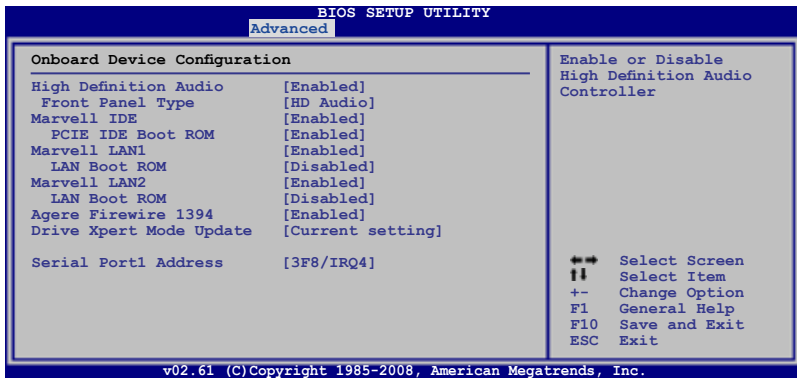 BIOS SETUP UTILITY
Advanced
Onboard Device Configuration
High Definition Audio [Enabled]
Front Panel Type [HD Audio]
Marvell IDE [Enabled]
PCIE IDE Boot ROM [Enabled]
Marvell LAN1 [Enabled]
LAN Boot ROM [Disabled]
Marvell LAN2 [Enabled]
LAN Boot ROM [Disabled]
Agere Firewire 1394 [Enabled]
Drive Xpert Mode Update [Current setting]
Serial Port1 Address [3F8/IRQ4]
Enable or Disable
High Definition Audio
Controller
←→ Select Screen
↑↓ Select Item
+- Change Option
F1 General Help
F10 Save and Exit
ESC Exit
v02.61 (C)Copyright 1985-2008, American Megatrends, Inc.